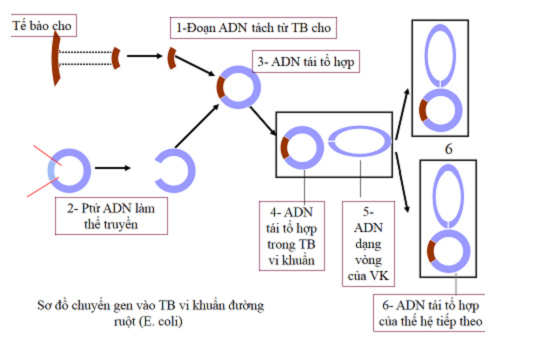 Tế bào cho
1-Đoạn ADN tách từ TB cho
3- ADN tái tổ hợp
2- Ptử ADN làm
thể truyền
4- ADN
tái tổ hợp
trong TB
vi khuẩn
5-
ADN
dạng
vòng
của VK
6
6- ADN tái tổ hợp
của thế hệ tiếp theo
Sơ đồ chuyển gen vào TB vi khuẩn đường
ruột (E. coli)